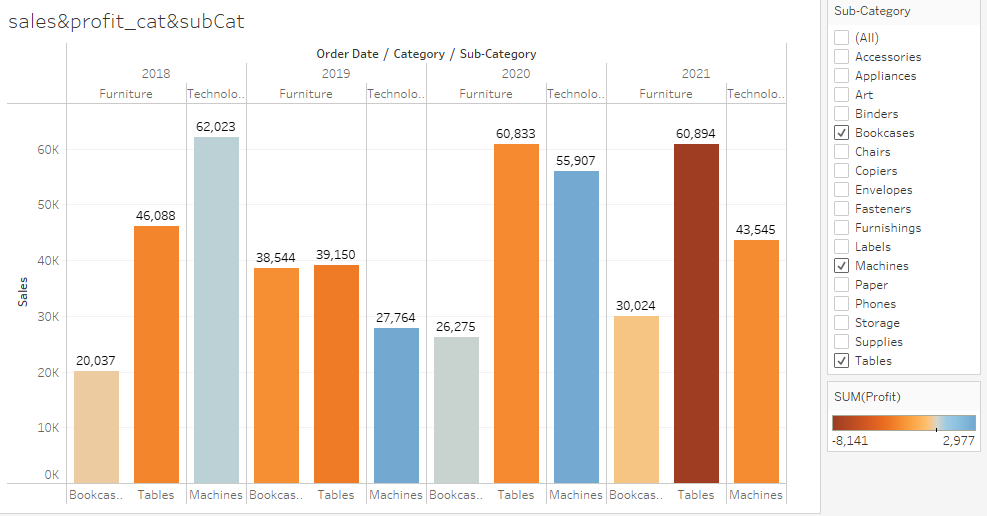 sales&profit_cat&subCat
Order Date / Category / Sub-Category
2018 2019 2020 2021
Furniture Technolo.. Furniture Technolo.. Furniture Technolo.. Furniture Technolo..
Sales
60K
50K
40K
30K
20K
10K
0K
20,037 46,088 62,023 38,544 39,150 27,764 26,275 60,833 55,907 30,024 60,894 43,545
Bookcas.. Tables Machines Bookcas.. Tables Machines Bookcas.. Tables Machines Bookcas.. Tables Machines
Sub-Category
(All)
Accessories
Appliances
Art
Binders
Bookcases
Chairs
Copiers
Envelopes
Fasteners
Furnishings
Labels
Machines
Paper
Phones
Storage
Supplies
Tables
SUM(Profit)
-8,141 2,977